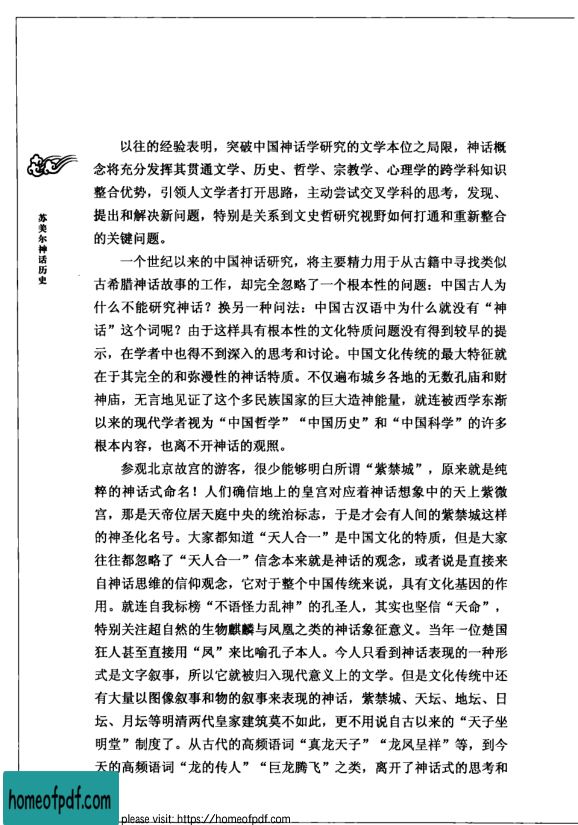 以往的经验表明，突破中国神话学研究的文学本位之局限，神话概
念将充分发挥其贯通文学、历史、哲学、宗教学、心理学的跨学科知识
整合优势，引领人文学者打开思路，主动尝试交叉学科的思考，发现、
提出和解决新问题，特别是关系到文史哲研究视野如何打通和重新整合
的关键问题。
苏美尔神话历史
一个世纪以来的中国神话研究，将主要精力用于从古籍中寻找类似
古希腊神话故事的工作，却完全忽略了一个根本性的问题：中国古人为
什么不能研究神话？换另一种问法：中国古汉语中为什么就没有“神
话”这个词呢？由于这样具有根本性的文化特质问题没有得到较早的提
示，在学者中也得不到深入的思考和讨论。中国文化传统的最大特征就
在于其完全的和弥漫性的神话特质。不仅遍布城乡各地的无数孔庙和财
神庙，无言地见证了这个多民族国家的巨大造神能量，就连被西学东渐
以来的现代学者视为“中国哲学”“中国历史”和“中国科学”的许多
根本内容，也离不开神话的观照。
参观北京故宫的游客，很少能够明白所谓“紫禁城”，原来就是纯
粹的神话式命名！人们确信地上的皇宫对应着神话想象中的天上紫微
宫，那是天帝位居天庭中央的统治标志，于是才会有人间的紫禁城这样
的神圣化名号。大家都知道“天人合一”是中国文化的特质，但是大家
往往都忽略了“天人合一”信念本来就是神话的观念，或者说是直接来
自神话思维的信仰观念，它对于整个中国传统来说，具有文化基因的作
用。就连自我标榜“不语怪力乱神”的孔圣人，其实也坚信“天命”，
特别关注超自然的生物麒麟与凤凰之类的神话象征意义。当年一位楚国
狂人甚至直接用“凤”来比喻孔子本人。今人只看到神话表现的一种形
式是文字叙事，所以它就被归入现代意义上的文学。但是文化传统中还
有大量以图像叙事和物的叙事来表现的神话，紫禁城、天坛、地坛、日
坛、月坛等明清两代皇家建筑莫不如此，更不用说自古以来的“天子坐
明堂”制度了。从古代的高频语词“真龙天子”“龙凤呈祥”等，到今
天的高频语词“龙的传人”“巨龙腾飞”之类，离开了神话式的思考和
homeofpdf.com
please visit: https://homeofpdf.com